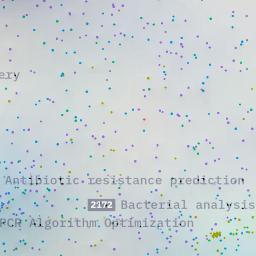 ery
Antibiotic resistance prediction
2172 Bacterial analysis
PCR Algorithm Optimization